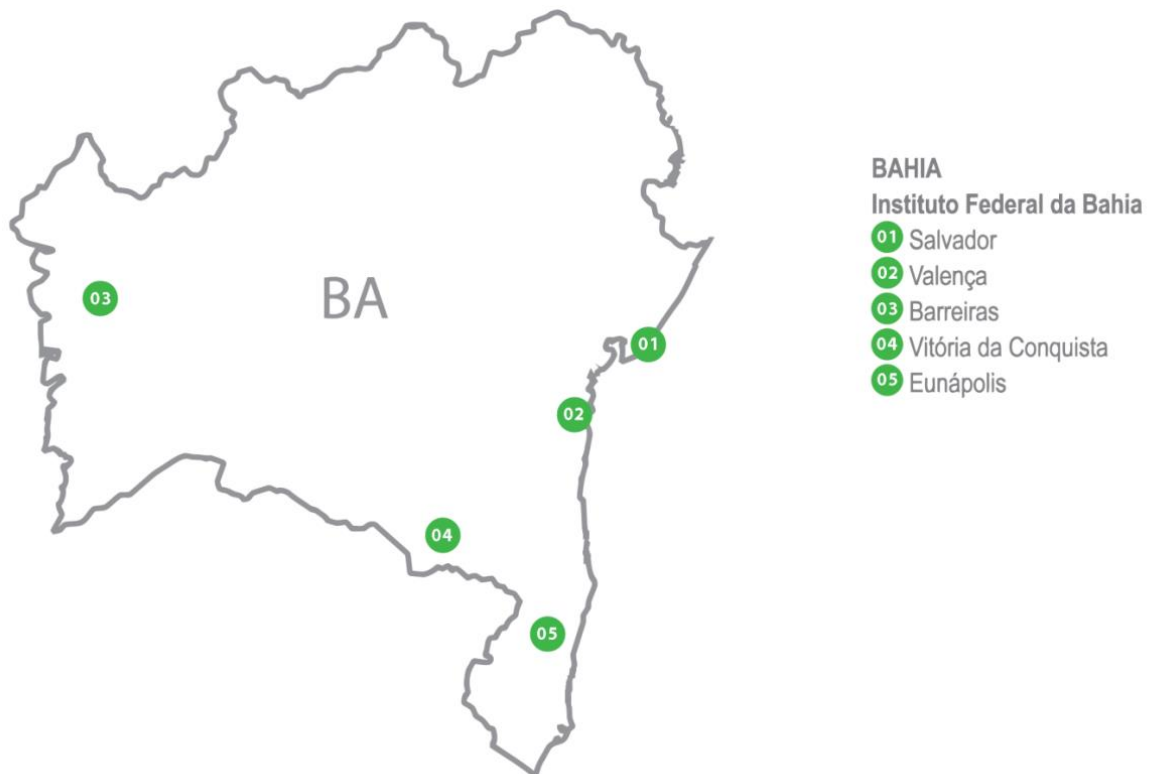 BA
01
02
03
04
05
BAHIA
Instituto Federal da Bahia
01 Salvador
02 Valença
03 Barreiras
04 Vitória da Conquista
05 Eunápolis